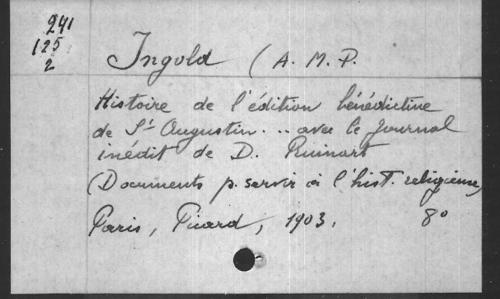 241
125
2
Ingold (A. M. P.
Histoire de l'édition bénédictine
de St Augustin ... avec le Journal
inédit de D. Ruinart
(Documents p. servir à l'hist. religieuse)
Paris, Picard, 1903. 8º